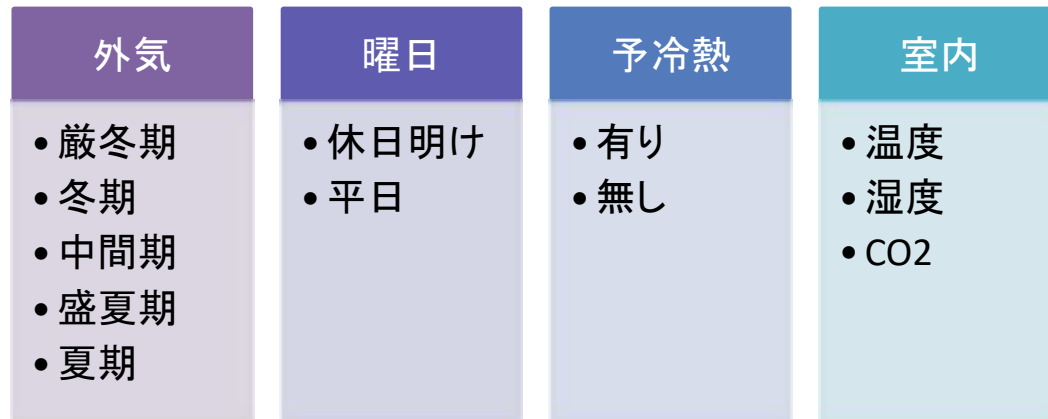 外気
• 厳冬期
• 冬期
• 中間期
• 盛夏期
• 夏期
曜日
• 休日明け
• 平日
予冷熱
• 有り
• 無し
室内
• 温度
• 湿度
• CO2